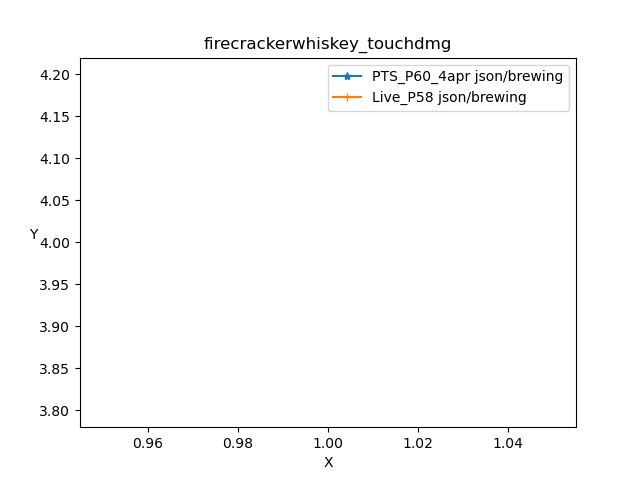 firecrackerwhiskey_touchdmg
PTS_P60_4apr json/brewing
Live_P58 json/brewing
4.20
4.15
4.10
4.05
4.00
3.95
3.90
3.85
3.80
Y
0.96 0.98 1.00 1.02 1.04
X